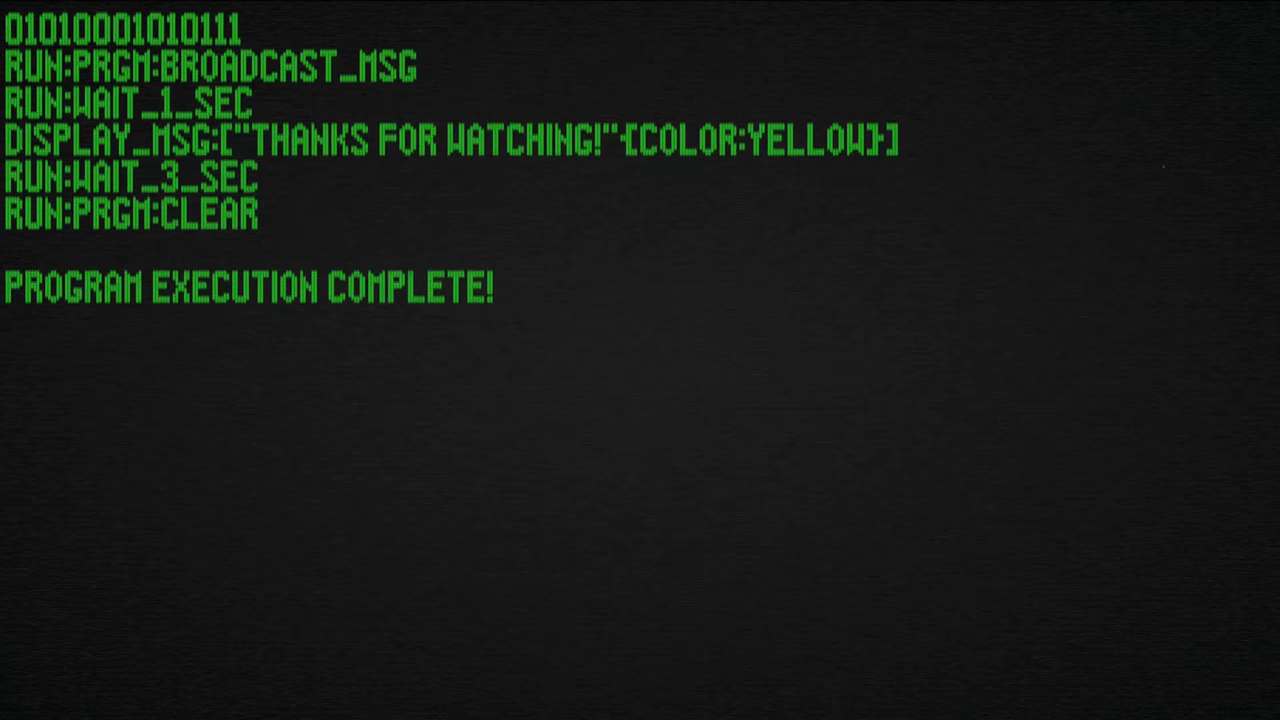 01010001010111
RUN:PRGM:BROADCAST_MSG
RUN:WAIT_1_SEC
DISPLAY_MSG:["THANKS FOR WATCHING!"{[COLOR:YELLOW}]
RUN:WAIT_3_SEC
RUN:PRGM:CLEAR
PROGRAM EXECUTION COMPLETE!